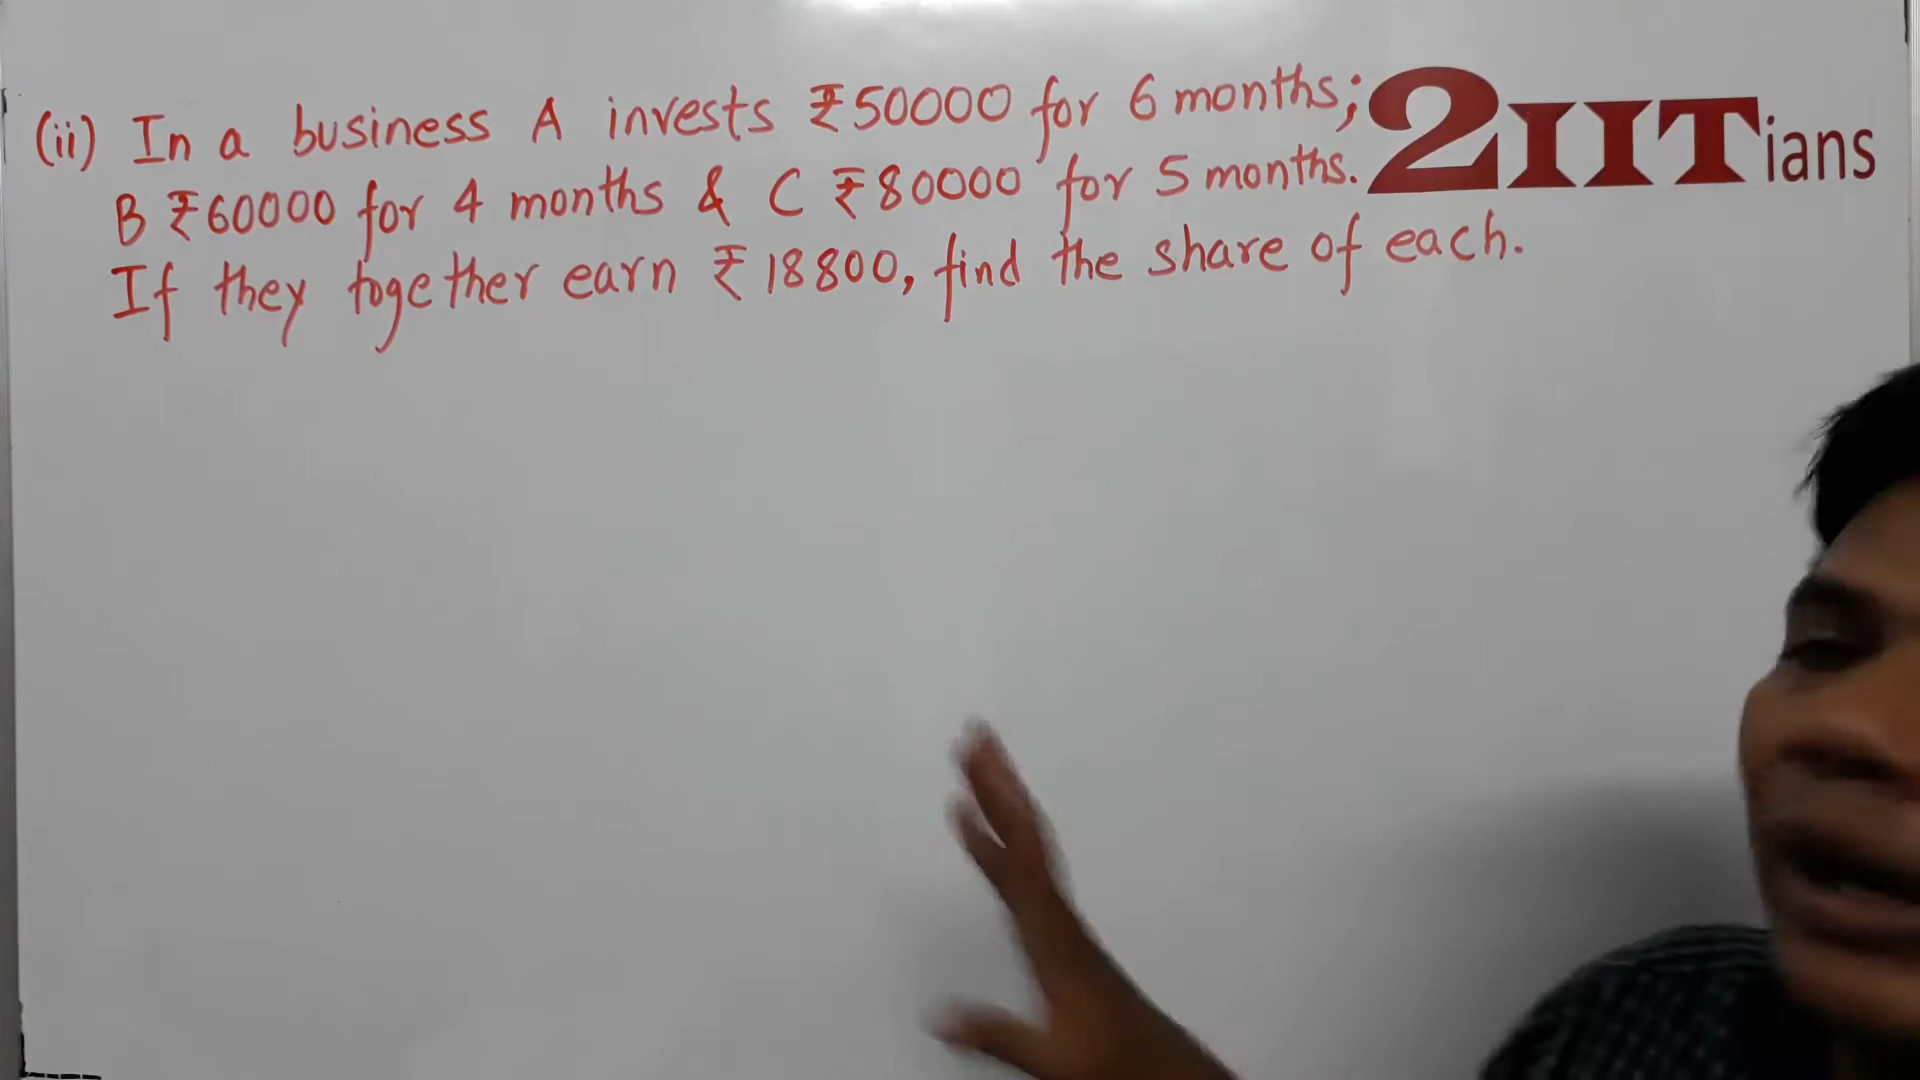 (ii) In a business A invests ₹50000 for 6 months;
B ₹60000 for 4 months & C ₹80000 for 5 months.
If they together earn ₹18800, find the share of each.
2IITians